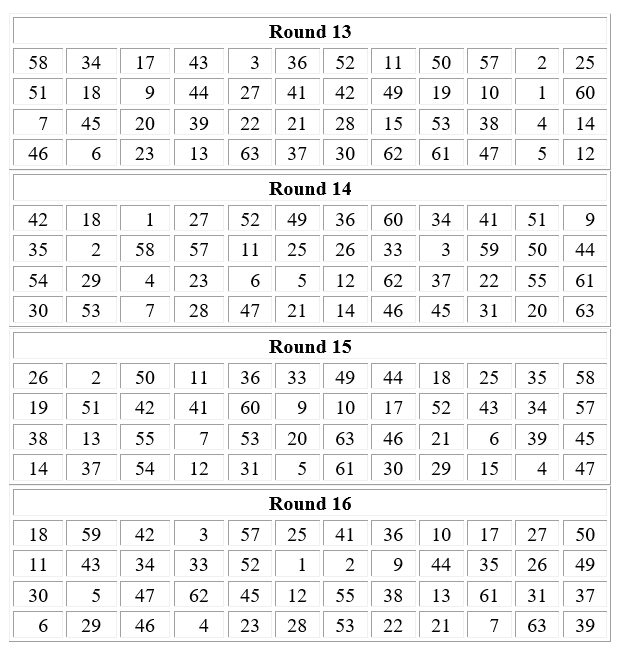 Round 13
58 34 17 43 3 36 52 11 50 57 2 25
51 18 9 44 27 41 42 49 19 10 1 60
7 45 20 39 22 21 28 15 53 38 4 14
46 6 23 13 63 37 30 62 61 47 5 12
Round 14
42 18 1 27 52 49 36 60 34 41 51 9
35 2 58 57 11 25 26 33 3 59 50 44
54 29 4 23 6 5 12 62 37 22 55 61
30 53 7 28 47 21 14 46 45 31 20 63
Round 15
26 2 50 11 36 33 49 44 18 25 35 58
19 51 42 41 60 9 10 17 52 43 34 57
38 13 55 7 53 20 63 46 21 6 39 45
14 37 54 12 31 5 61 30 29 15 4 47
Round 16
18 59 42 3 57 25 41 36 10 17 27 50
11 43 34 33 52 1 2 9 44 35 26 49
30 5 47 62 45 12 55 38 13 61 31 37
6 29 46 4 23 28 53 22 21 7 63 39